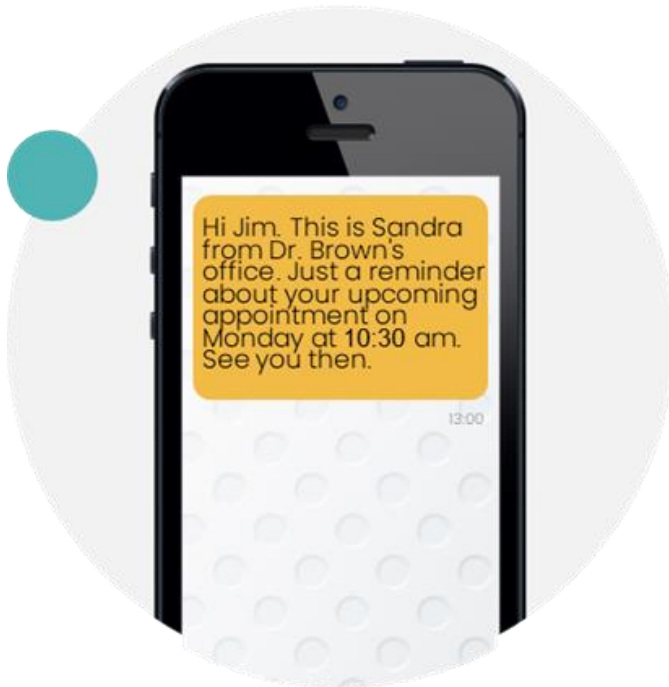 Hi Jim. This is Sandra
from Dr. Brown's
office. Just a reminder
about your upcoming
appointment on
Monday at 10:30 am.
See you then.
13:00